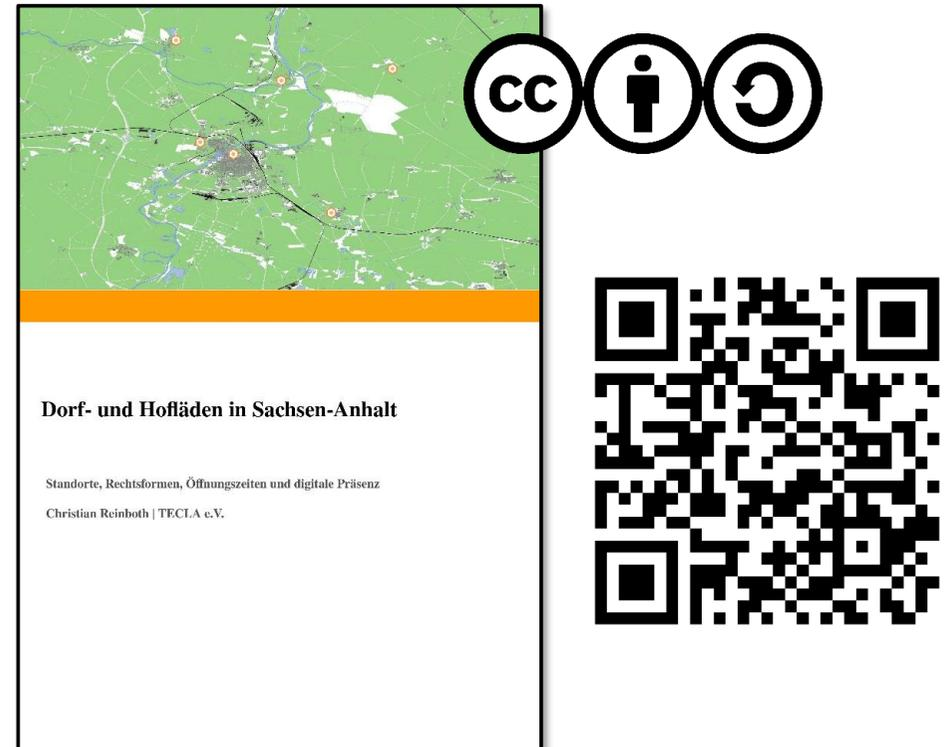 cc
Dorf- und Hofläden in Sachsen-Anhalt
Standorte, Rechtsformen, Öffnungszeiten und digitale Präsenz
Christian Reinboth | TECLA e.V.